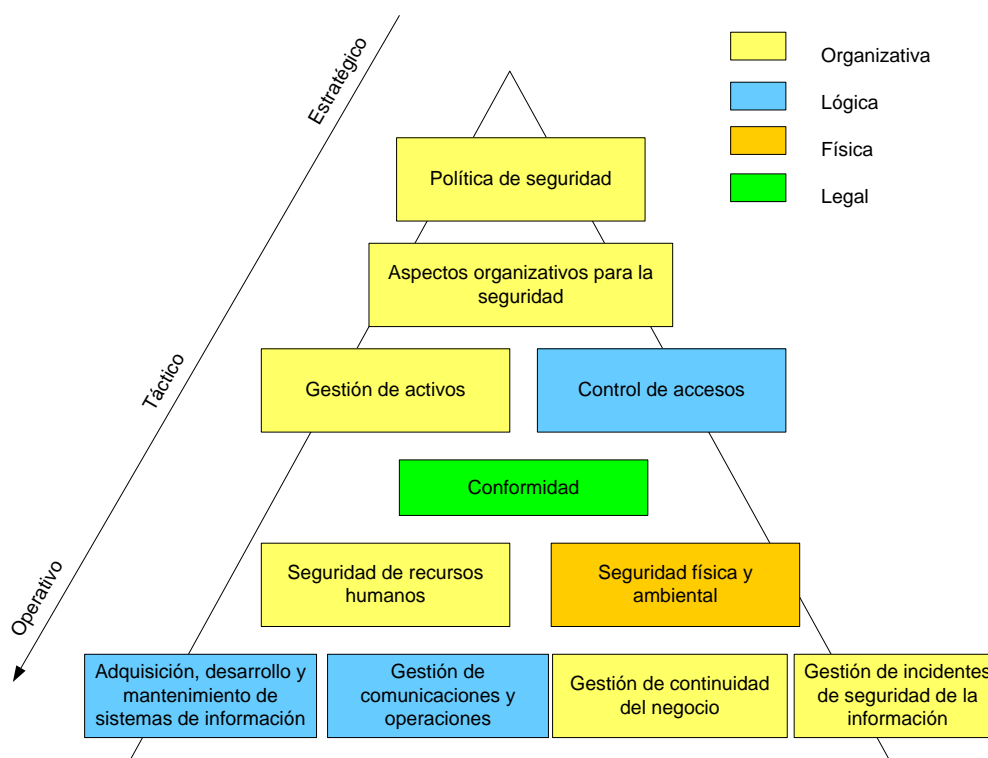 Estratégico
Táctico
Operativo
Organizativa
Lógica
Física
Legal
Política de seguridad
Aspectos organizativos para la
seguridad
Gestión de activos
Control de accesos
Conformidad
Seguridad de recursos
humanos
Seguridad física y
ambiental
Adquisición, desarrollo y
mantenimiento de
sistemas de información
Gestión de
comunicaciones y
operaciones
Gestión de continuidad
del negocio
Gestión de incidentes
de seguridad de la
información